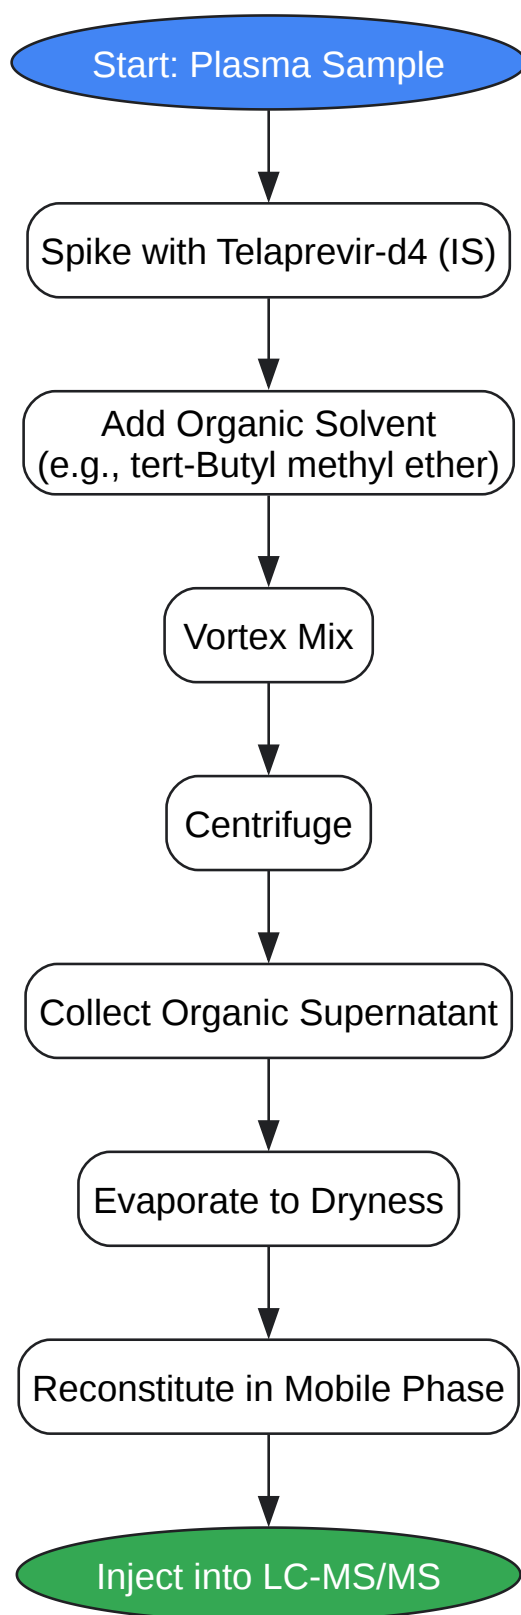 Start: Plasma Sample
Spike with Telaprevir-d4 (IS)
Add Organic Solvent
(e.g., tert-Butyl methyl ether)
Vortex Mix
Centrifuge
Collect Organic Supernatant
Evaporate to Dryness
Reconstitute in Mobile Phase
Inject into LC-MS/MS